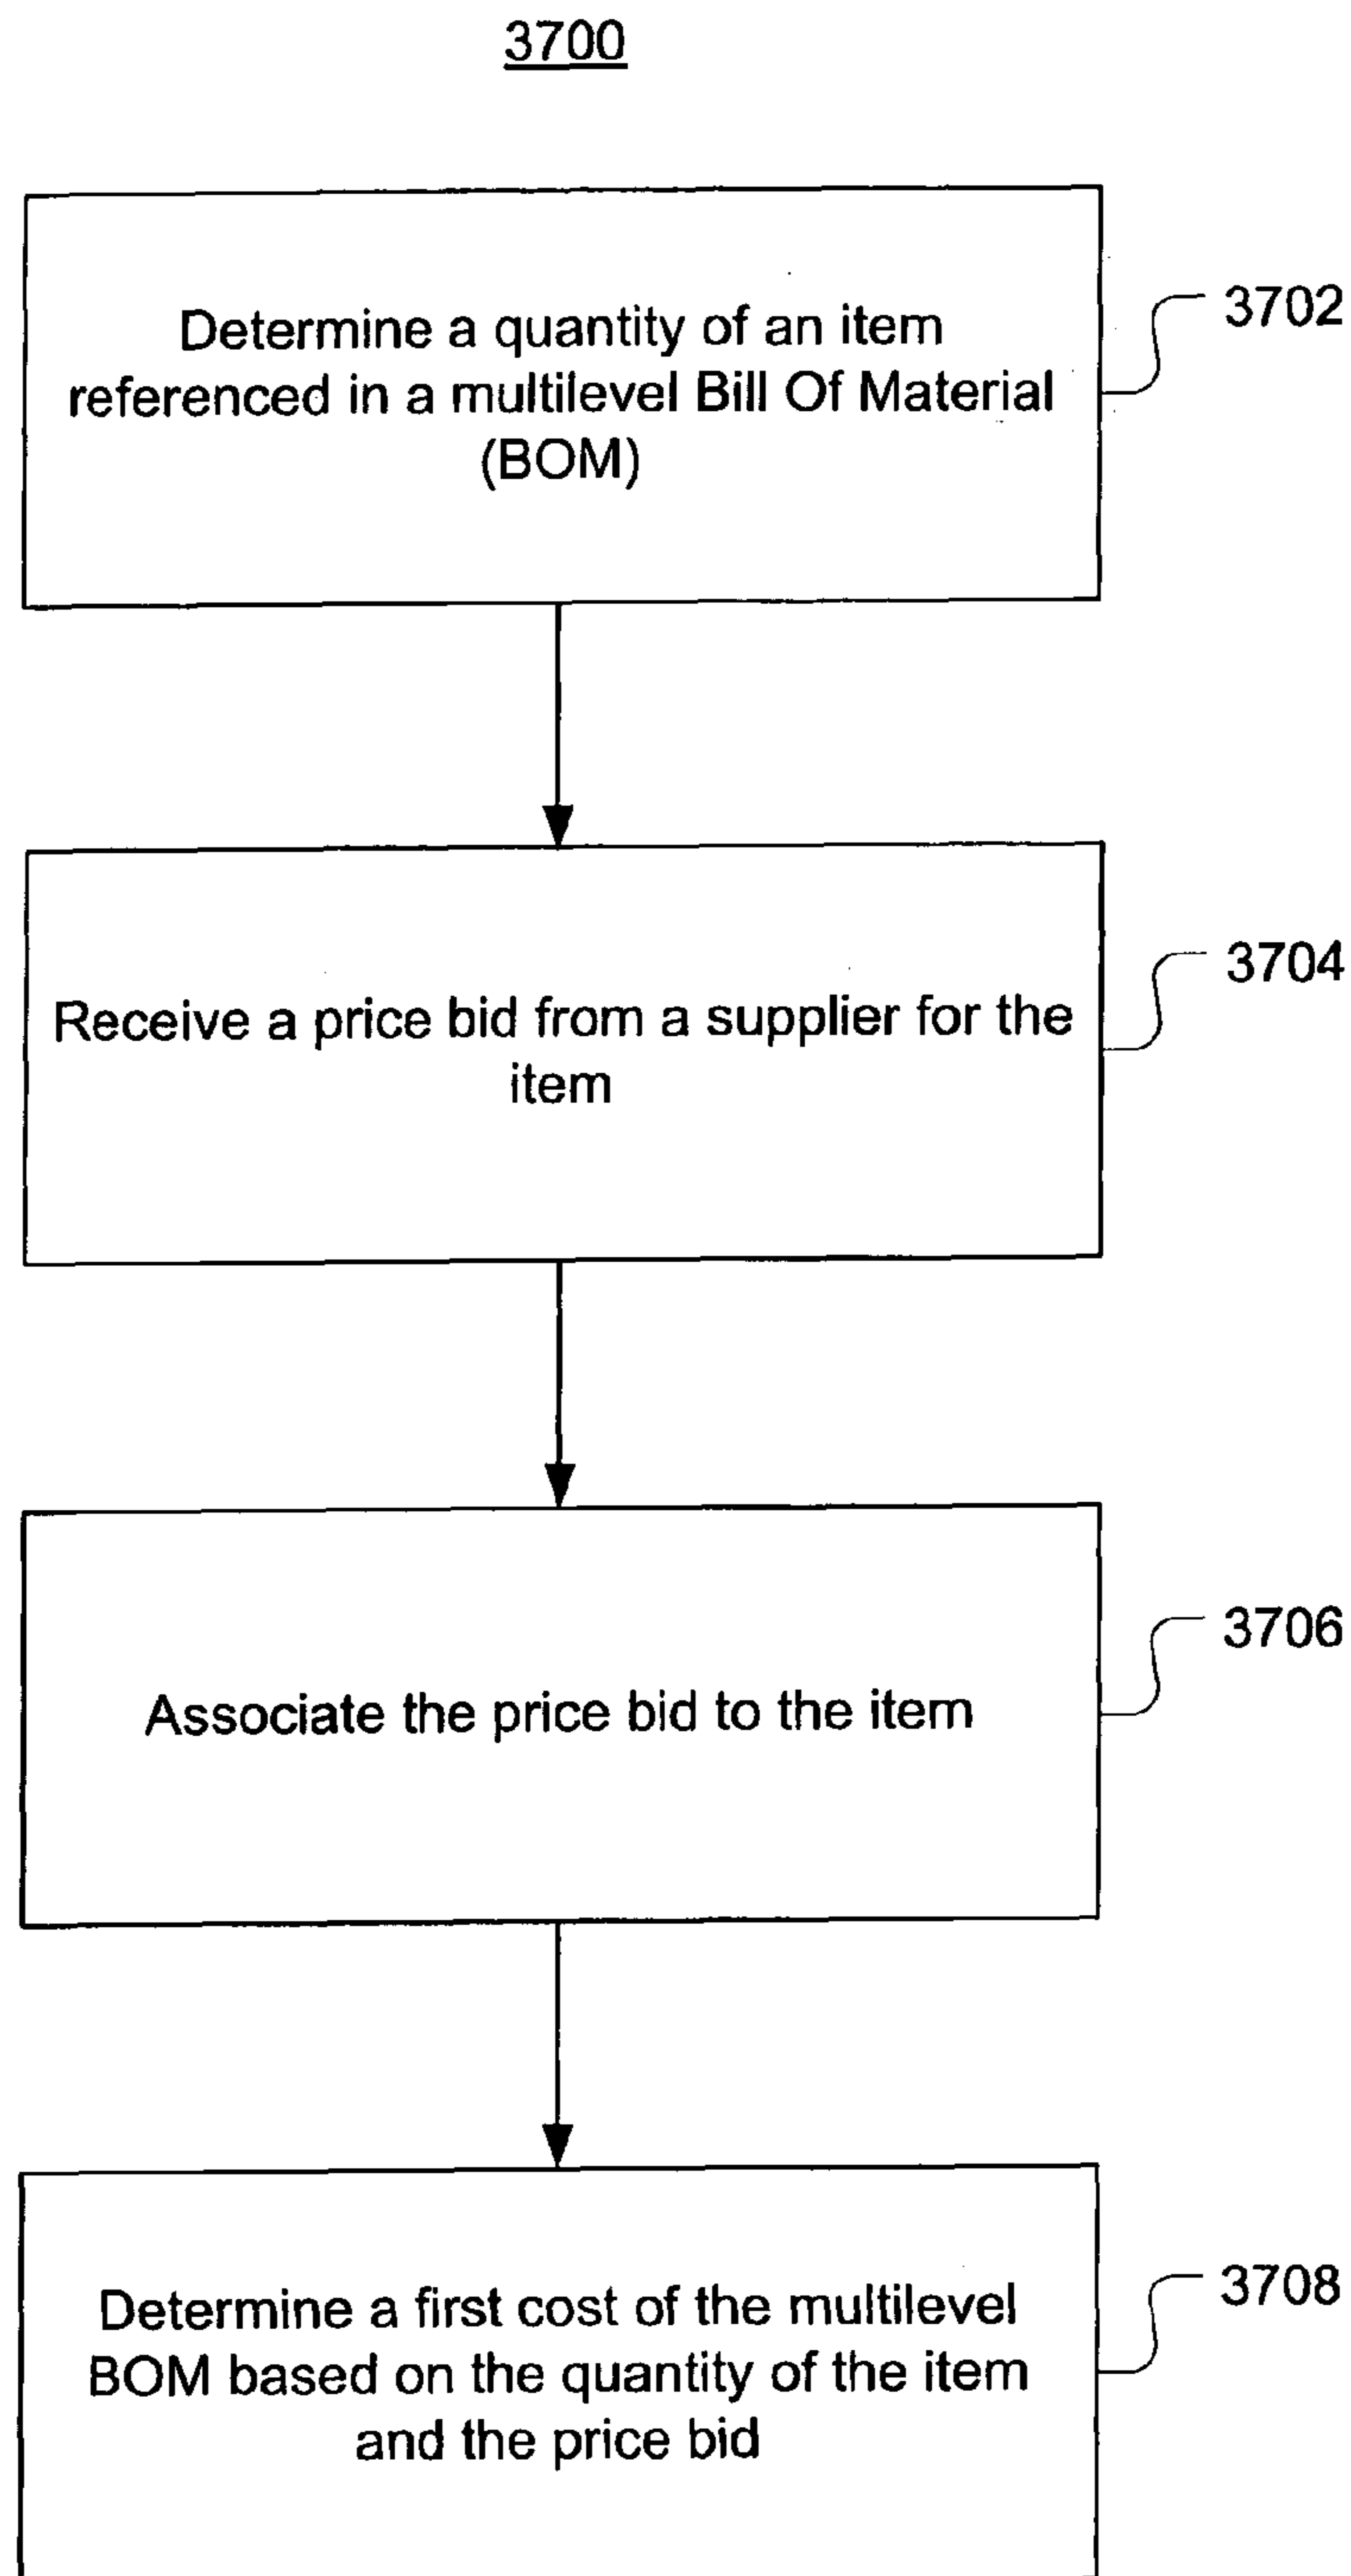 3700
Determine a quantity of an item
referenced in a multilevel Bill Of Material
(BOM)
3702
Receive a price bid from a supplier for the
item
3704
Associate the price bid to the item
3706
Determine a first cost of the multilevel
BOM based on the quantity of the item
and the price bid
3708